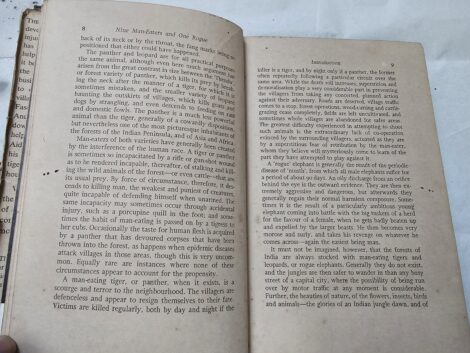 8 Nine Man-Eaters and One Rogue
back of its neck or by the throat, the fang marks being so
positioned that either could have happened.
The panther and leopard are for all practical purposes
the same animal, although even here much argument has
arisen from the great contrast in size between the
or forest variety of panther, which kills its prey by break-
ing the neck after the manner of a tiger, for which it is
sometimes mistaken, and the smaller variety of leopard
haunting the outskirts of villages, which kills goats and
dogs by strangling, and even descends to feeding on rats
and domestic fowls. The panther is a much less powerful
animal than the tiger, generally of a cowardly disposition,
but nevertheless one of the most picturesque inhabitants of
the forests of the Indian Peninsula, and of Asia and Africa.
Man-eaters of both varieties have generally been created
by the interference of the human race. A tiger or panther
is sometimes so incapacitated by a rifle or gun-shot wound
as to be rendered incapable, thereafter, of stalking and kill-
ing the wild animals of the forest—or even cattle—that are
its usual prey. By force of circumstance, therefore, it des-
cends to killing man, the weakest and puniest of creatures,
quite incapable of defending himself when unarmed. The
same incapacity may sometimes occur through accidental
injury, such as a porcupine quill in the foot; and some-
times the habit of man-eating is passed on by a tigress to
her cubs. Occasionally the taste for human flesh is acquired
by a panther that has devoured corpses that have been
thrown into the forest, as happens when epidemic diseases
attack villages in those areas, though this is very uncom-
mon. Equally rare are instances where none of these
circumstances appear to account for the propensity.
A man-eating tiger, or panther, when it exists, is a
scourge and terror to the neighbourhood. The villagers are
defenceless and appear to resign themselves to their fate.
Victims are killed regularly, both by day and night if the
Introduction 9
killer is a tiger, and by night only if a panther, the former
often repeatedly following a particular circuit over the
same area. While the death roll increases, superstition and
demoralisation play a very considerable part in preventing
the villagers from taking any concerted, planned action
against their adversary. Roads are deserted, village traffic
comes to a stop, forest operations, wood-cutting and cattle-
grazing cease completely, fields are left uncultivated, and
sometimes whole villages are abandoned for safer areas.
The greatest difficulty experienced in attempting to shoot
such animals is the extraordinary lack of co-operation
evinced by the surrounding villagers, actuated as they are
by a superstitious fear of retribution by the man-eater,
whom they believe will mysteriously come to learn of the
part they have attempted to play against it.
A 'rogue' elephant is generally the result of the periodic
disease of 'musth', from which all male elephants suffer for
a period of about 90 days. An oily discharge from an orifice
behind the eye is the outward evidence. They are then ex-
tremely aggressive and dangerous, but afterwards they
generally regain their normal harmless composure. Some-
times it is the result of a particularly ambitious young
elephant coming into battle with the big tuskers of a herd
for the favour of a female, when he gets badly beaten up
and expelled by the larger beasts. He then becomes very
morose and surly, and takes his revenge on whatever he
comes across—again the easiest being man.
It must not be imagined, however, that the forests of
India are always stocked with man-eating tigers and
leopards, or rogue elephants. Generally they do not exist,
and the jungles are then safer to wander in than any busy
street of a capital city, where the possibility of being run
over by motor traffic at any moment is considerable.
Further, the beauties of nature, of the flowers, insects, birds
and animals—the glories of an Indian jungle dawn, and of